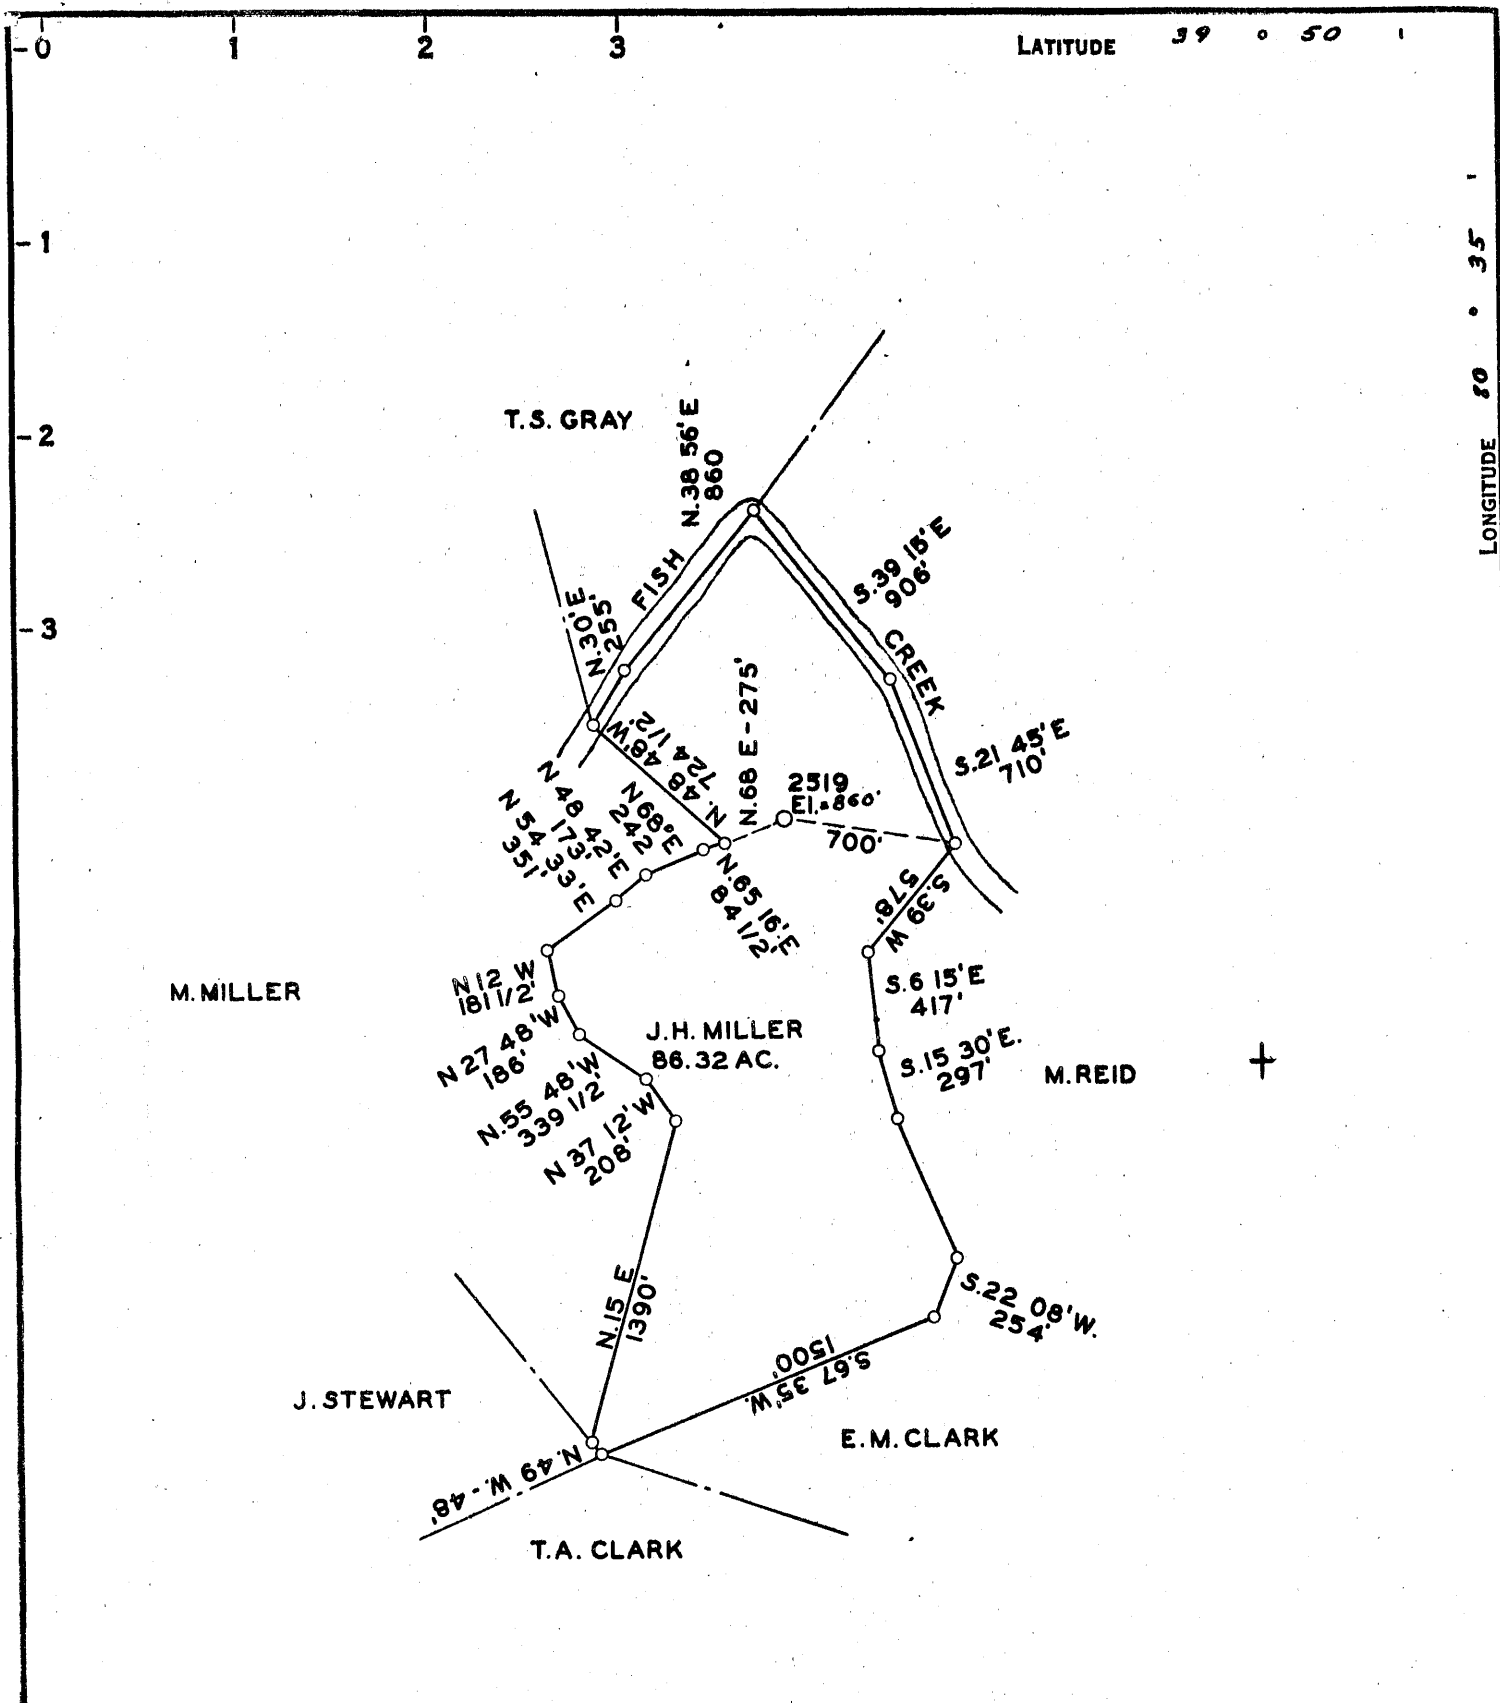 0 1 2 3 LATITUDE 39 ° 50 '
LONGITUDE 80 ° 35 '
1
2
3
T.S. GRAY
N.38 56' E
860
FISH
N.30' E.
255'
S.39 15' E
906'
CREEK
S.21 45' E
710'
N. 48 48' W.
724 1/2'
N.68 E - 275'
2519
El.=860'
700'
N 68° E
242
N 48 42' E
173'
N 54 33' E
351'
N.65 16' E
84 1/2'
S.39 W
578'
M. MILLER
N 12 W
181 1/2'
S.6 15' E
417'
N 27 48' W
186'
J.H. MILLER
86.32 AC.
S.15 30' E.
297'
M. REID
N.55 48' W
339 1/2'
N 37 12' W
208'
N.15 E
1390'
S.22 08' W.
254'
S.67 35' W.
1500'
J. STEWART
E.M. CLARK
N.49 W. - 48'
T.A. CLARK